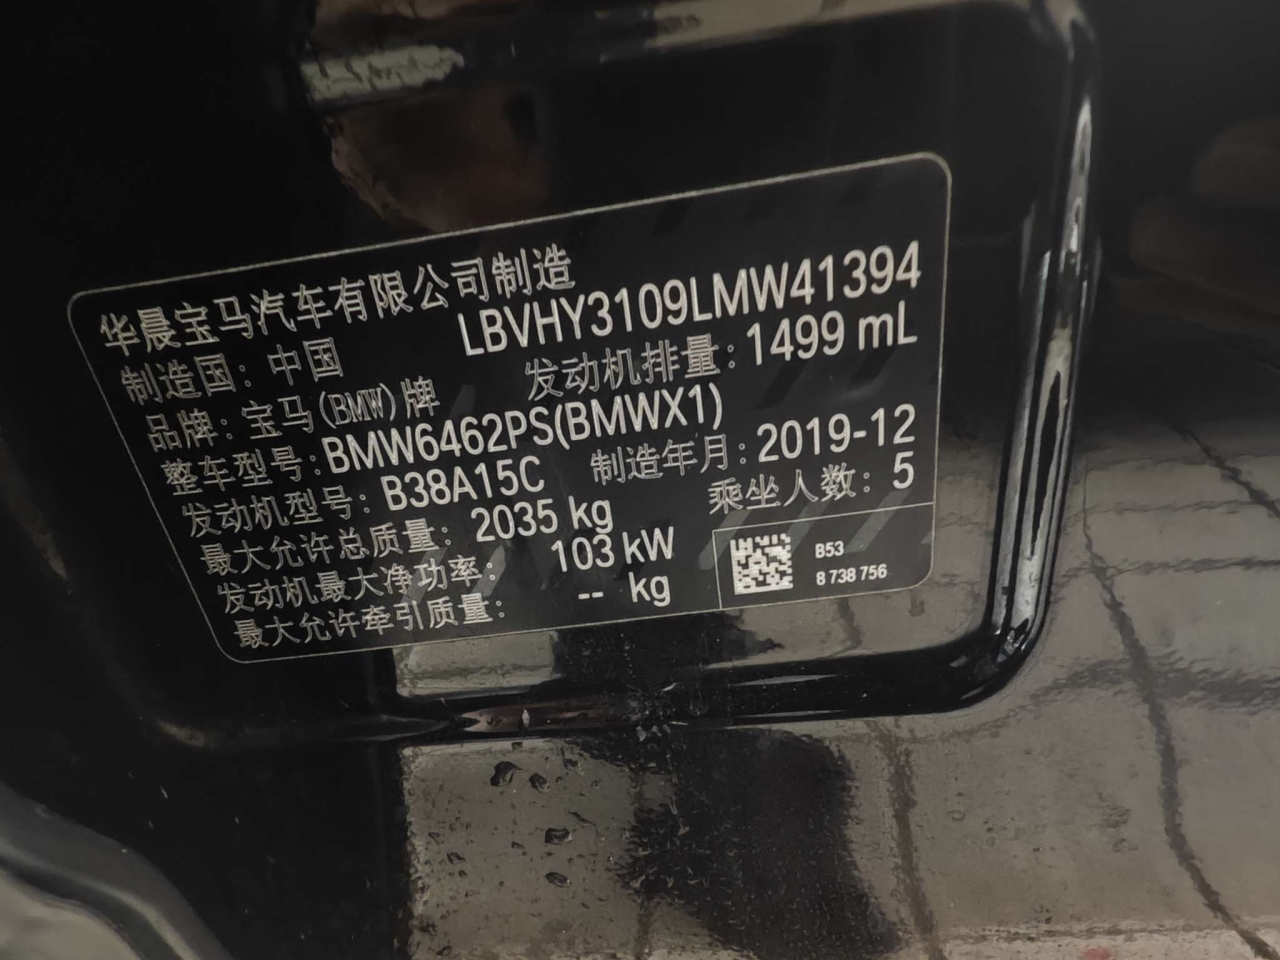 华晨宝马汽车有限公司制造
制造国：中国 LBVHY3109LMW41394
品牌：宝马(BMW)牌 发动机排量：1499 mL
整车型号：BMW6462PS(BMWX1)
发动机型号：B38A15C 制造年月：2019-12
最大允许总质量：2035 kg 乘坐人数：5
发动机最大净功率：103 kW
最大允许牵引质量：-- kg
B53
8 738 756